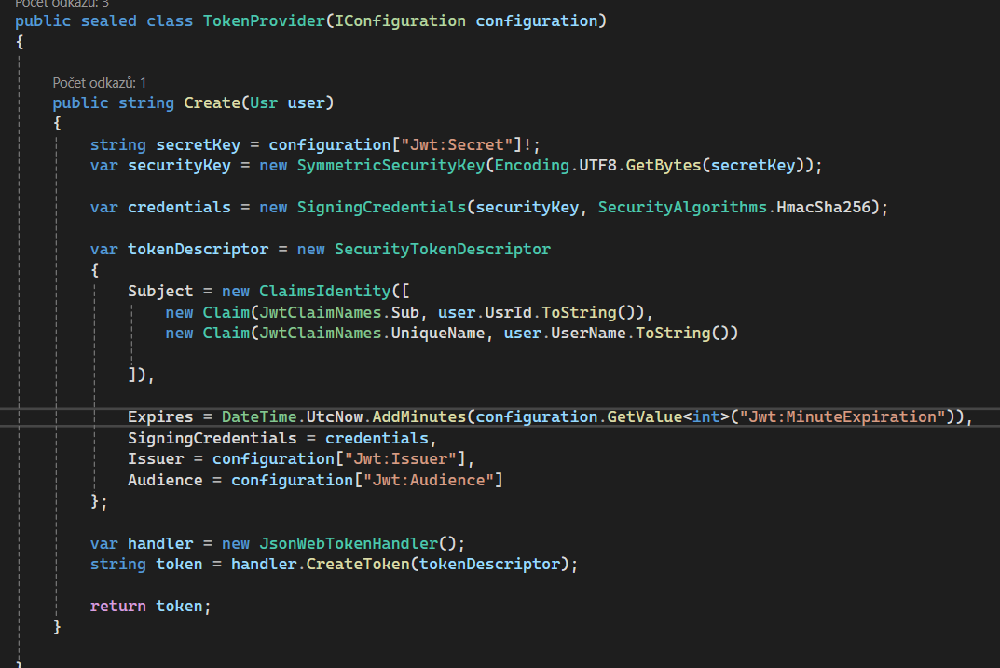 Počet odkazů: 3
public sealed class TokenProvider(IConfiguration configuration)
{
Počet odkazů: 1
public string Create(Usr user)
{
string secretKey = configuration["Jwt:Secret"]!;
var securityKey = new SymmetricSecurityKey(Encoding.UTF8.GetBytes(secretKey));
var credentials = new SigningCredentials(securityKey, SecurityAlgorithms.HmacSha256);
var tokenDescriptor = new SecurityTokenDescriptor
{
Subject = new ClaimsIdentity([
new Claim(JwtClaimNames.Sub, user.UsrId.ToString()),
new Claim(JwtClaimNames.UniqueName, user.UserName.ToString())
]),
Expires = DateTime.UtcNow.AddMinutes(configuration.GetValue<int>("Jwt:MinuteExpiration")),
SigningCredentials = credentials,
Issuer = configuration["Jwt:Issuer"],
Audience = configuration["Jwt:Audience"]
};
var handler = new JsonWebTokenHandler();
string token = handler.CreateToken(tokenDescriptor);
return token;
}
}